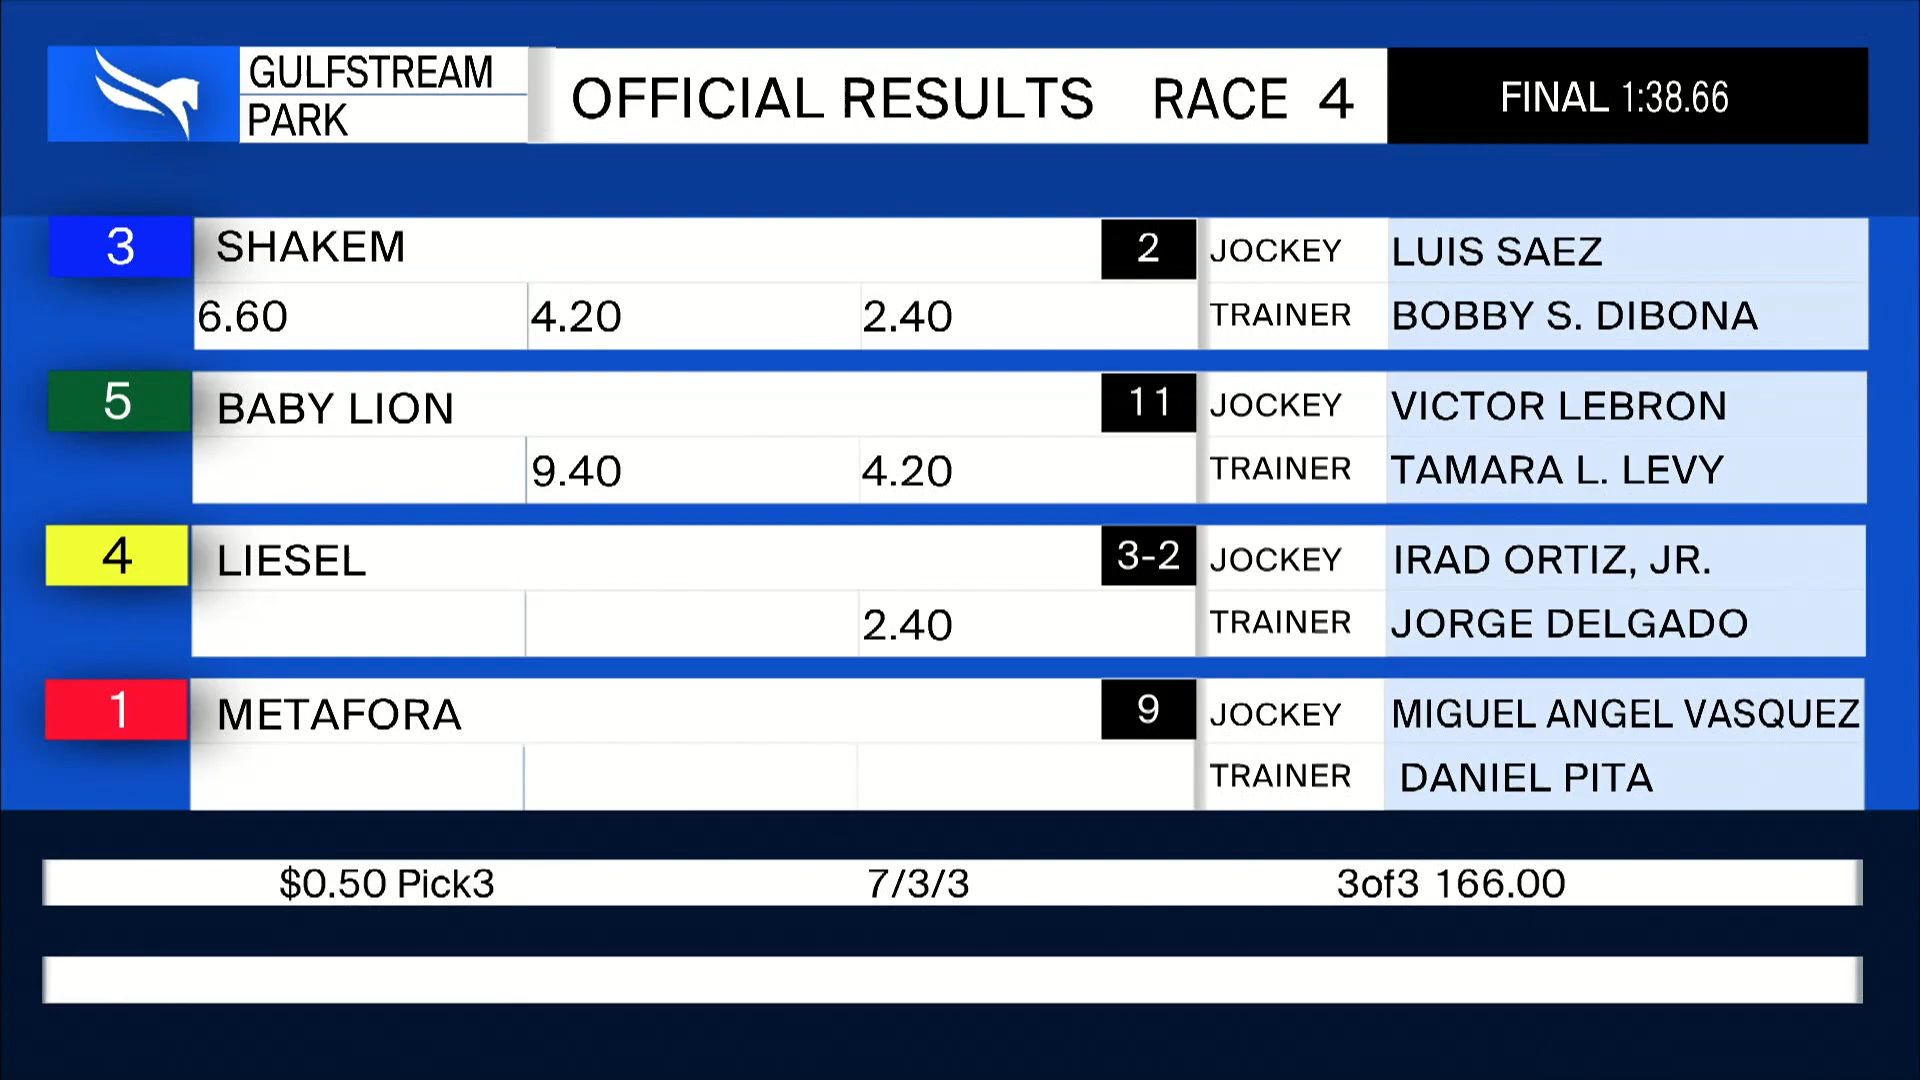 GULFSTREAM
PARK
OFFICIAL RESULTS RACE 4
FINAL 1:38.66
3 SHAKEM 2 JOCKEY LUIS SAEZ
6.60 4.20 2.40 TRAINER BOBBY S. DIBONA
5 BABY LION 11 JOCKEY VICTOR LEBRON
9.40 4.20 TRAINER TAMARA L. LEVY
4 LIESEL 3-2 JOCKEY IRAD ORTIZ, JR.
2.40 TRAINER JORGE DELGADO
1 METAFORA 9 JOCKEY MIGUEL ANGEL VASQUEZ
TRAINER DANIEL PITA
$0.50 Pick3 7/3/3 3of3 166.00